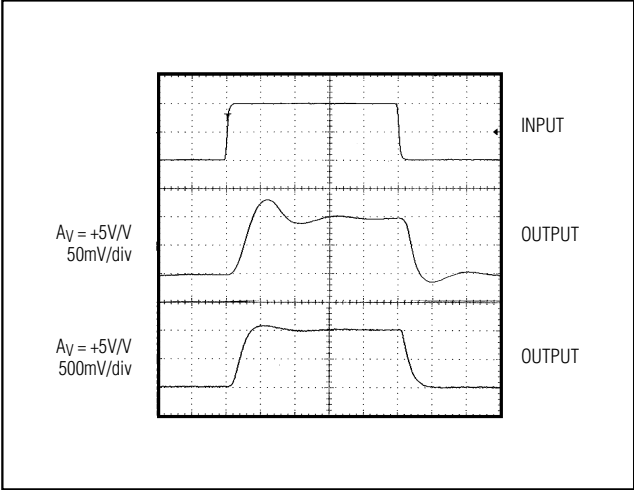 INPUT
AV = +5V/V
50mV/div
OUTPUT
AV = +5V/V
500mV/div
OUTPUT